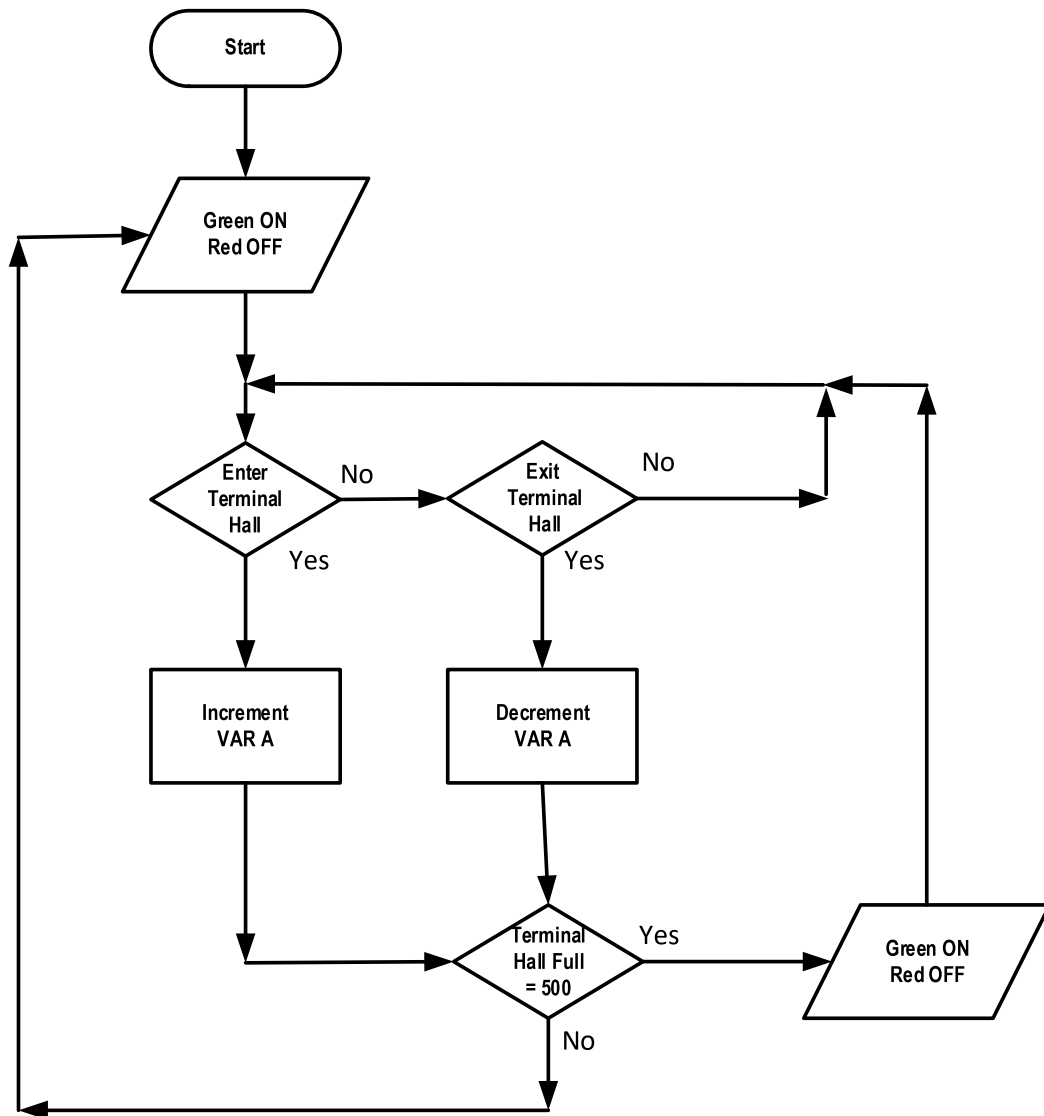 Start
Green ON
Red OFF
Enter
Terminal
Hall
No
Exit
Terminal
Hall
No
Yes
Yes
Increment
VAR A
Decrement
VAR A
Terminal
Hall Full
= 500
Yes
Green ON
Red OFF
No